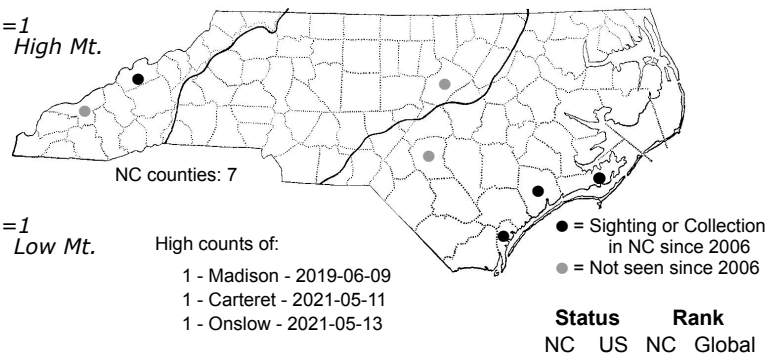 =1
High Mt.
NC counties: 7
=1
Low Mt.
High counts of:
1 - Madison - 2019-06-09
1 - Carteret - 2021-05-11
1 - Onslow - 2021-05-13
● = Sighting or Collection
in NC since 2006
● = Not seen since 2006
Status Rank
NC US NC Global